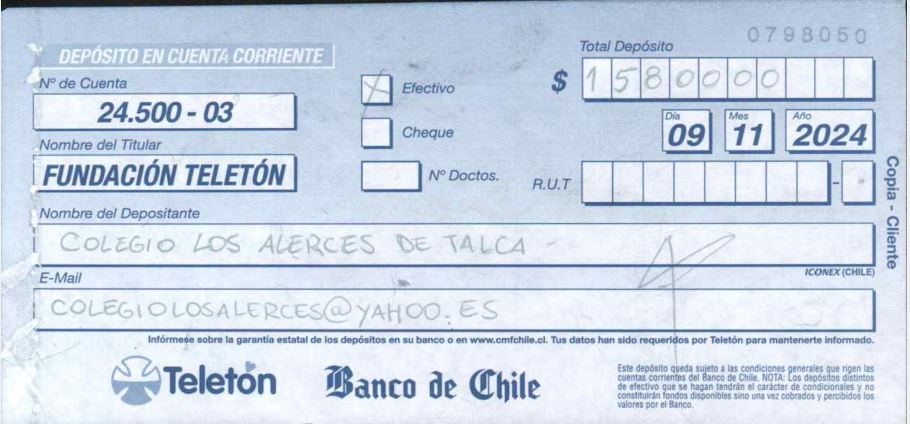 0798050
DEPÓSITO EN CUENTA CORRIENTE
Total Depósito
Nº de Cuenta
Efectivo
$ 1580000
24.500 - 03
Cheque
Día Mes Año
09 11 2024
Nombre del Titular
FUNDACIÓN TELETÓN
Nº Doctos.
R.U.T -
Copia - Cliente
Nombre del Depositante
COLEGIO LOS ALERCES DE TALCA -
ICONEX (CHILE)
E-Mail
COLEGIOLOSALERCES@YAHOO.ES
Infórmese sobre la garantía estatal de los depósitos en su banco o en www.cmfchile.cl. Tus datos han sido requeridos por Teletón para mantenerte informado.
Teletón
Banco de Chile
Este depósito queda sujeto a las condiciones generales que rigen las
cuentas corrientes del Banco de Chile. NOTA: Los depósitos distintos
de efectivo que se hagan tendrán el carácter de condicionales y no
constituirán fondos disponibles sino una vez cobrados y percibidos los
valores por el Banco.